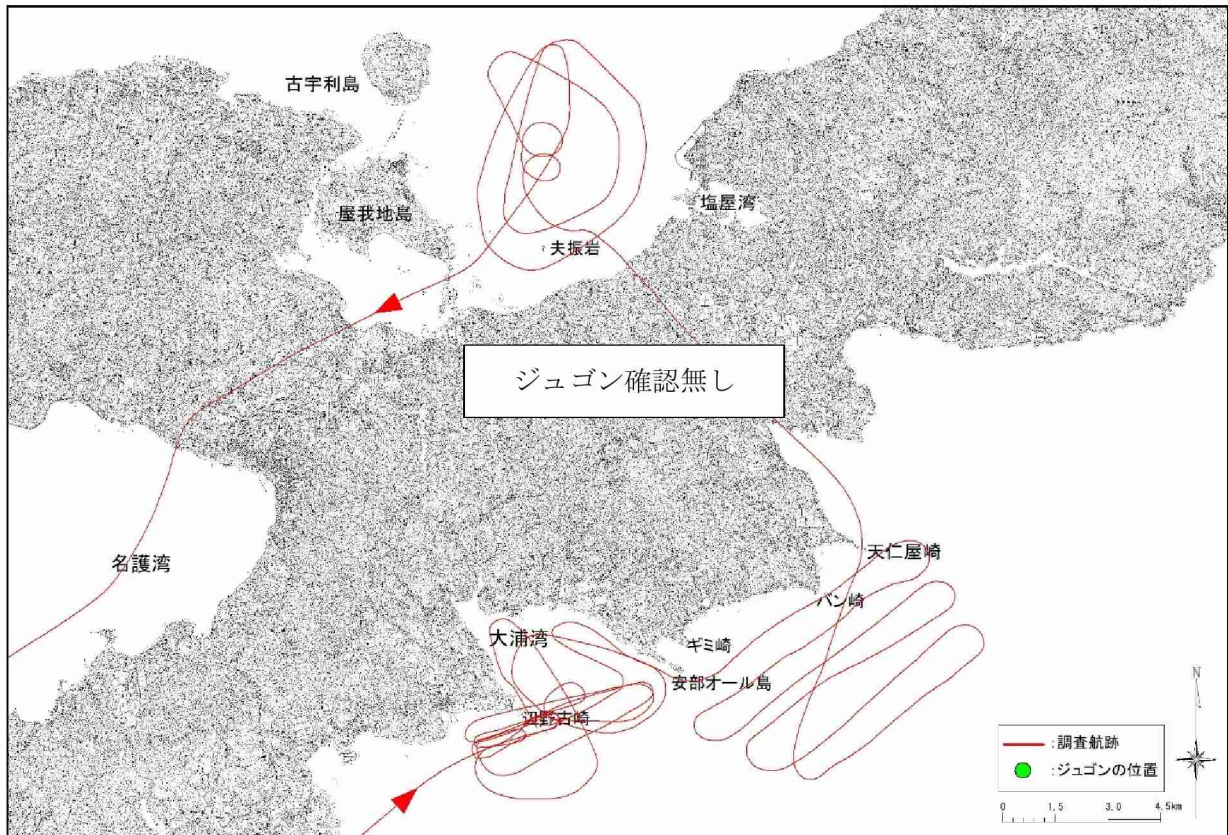 古宇利島
屋我地島
塩屋湾
夫振岩
ジュゴン確認無し
天仁屋崎
名護湾
バン崎
大浦湾
ギミ崎
安部オール島
辺野古崎
N
:調査航跡
:ジュゴンの位置
0 1.5 3.0 4.5km